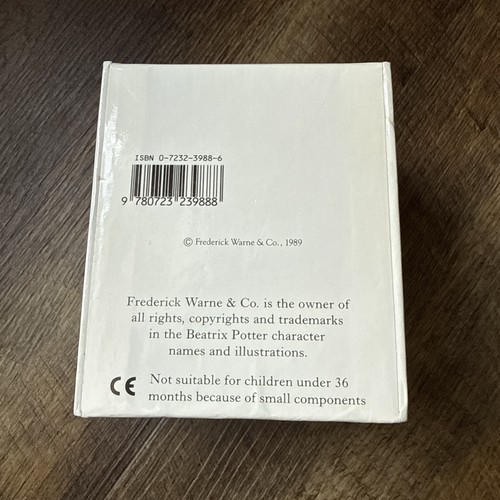 ISBN 0-7232-3988-6
9 780723 239888
© Frederick Warne & Co., 1989
Frederick Warne & Co. is the owner of
all rights, copyrights and trademarks
in the Beatrix Potter character
names and illustrations.
CE Not suitable for children under 36
months because of small components